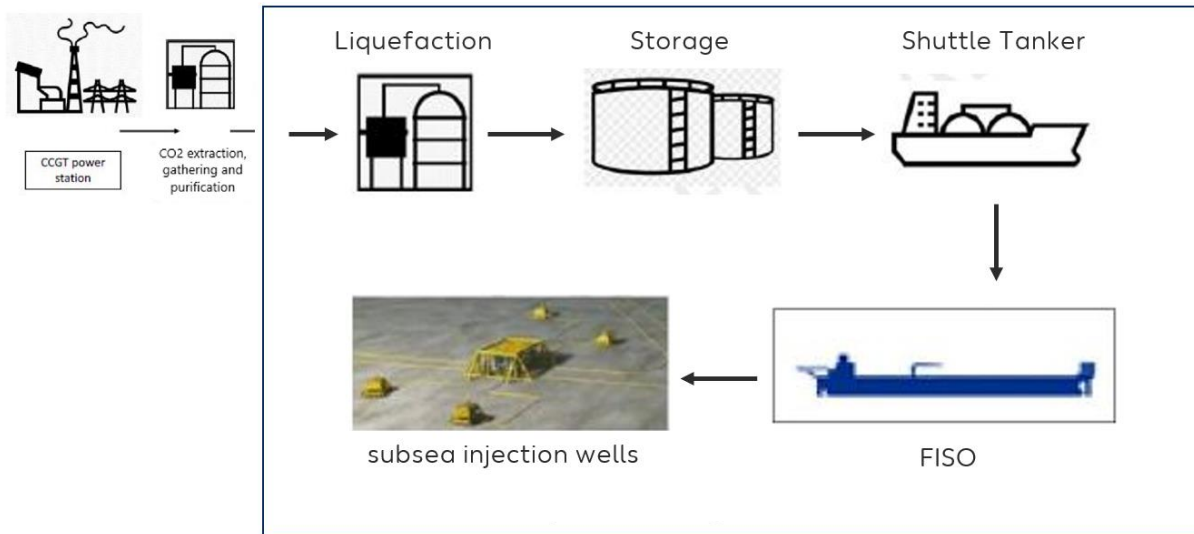 Liquefaction
Storage
Shuttle Tanker
CCGT power
station
CO2 extraction,
gathering and
purification
subsea injection wells
FISO